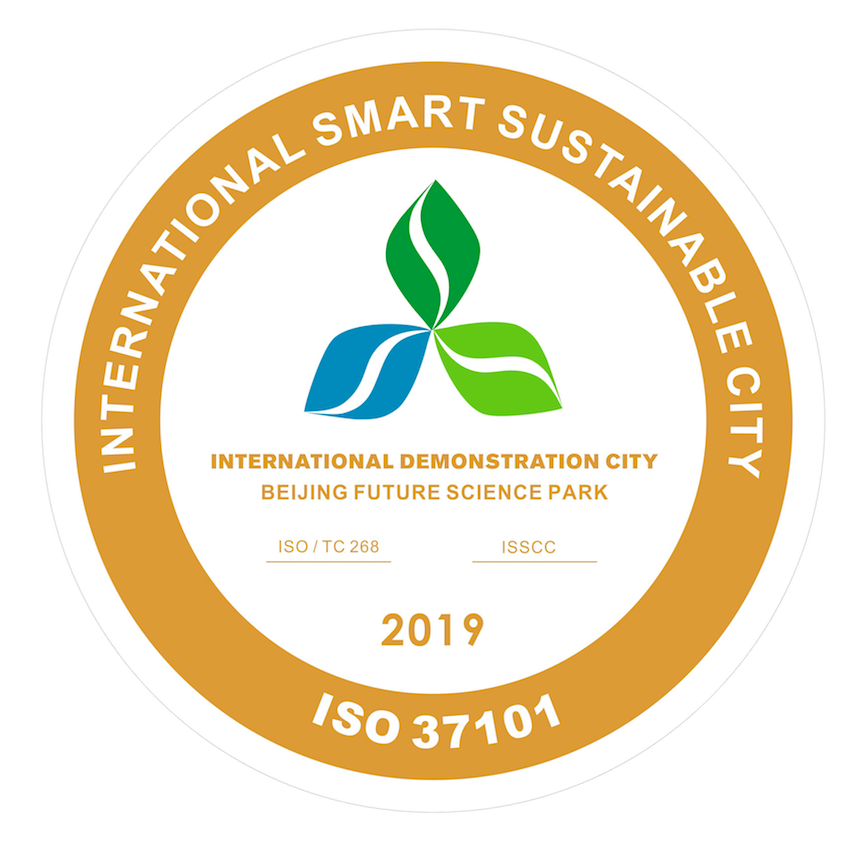 INTERNATIONAL SMART SUSTAINABLE CITY
INTERNATIONAL DEMONSTRATION CITY
BEIJING FUTURE SCIENCE PARK
ISO / TC 268
ISSCC
2019
ISO 37101